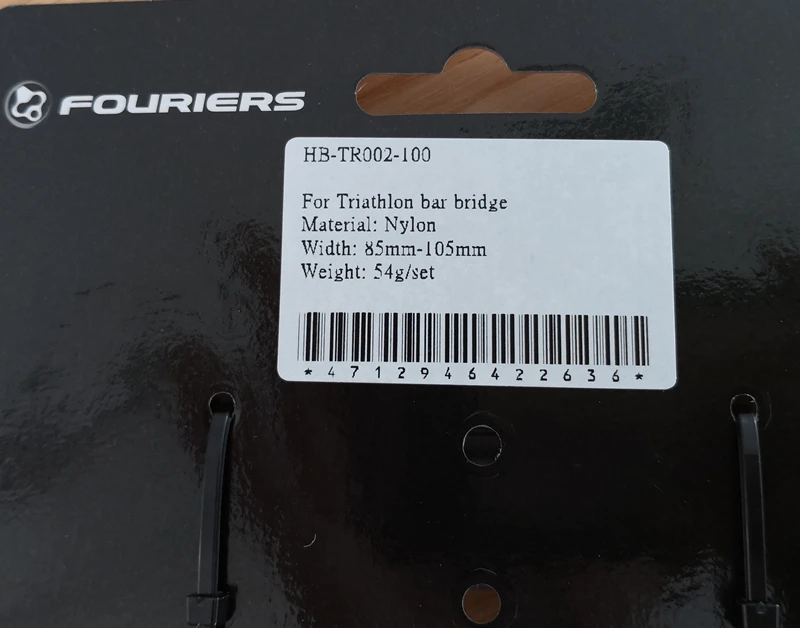 FOURIERS
HB-TR002-100
For Triathlon bar bridge
Material: Nylon
Width: 85mm-105mm
Weight: 54g/set
* 4 7 1 2 9 4 6 4 2 2 6 3 6 *